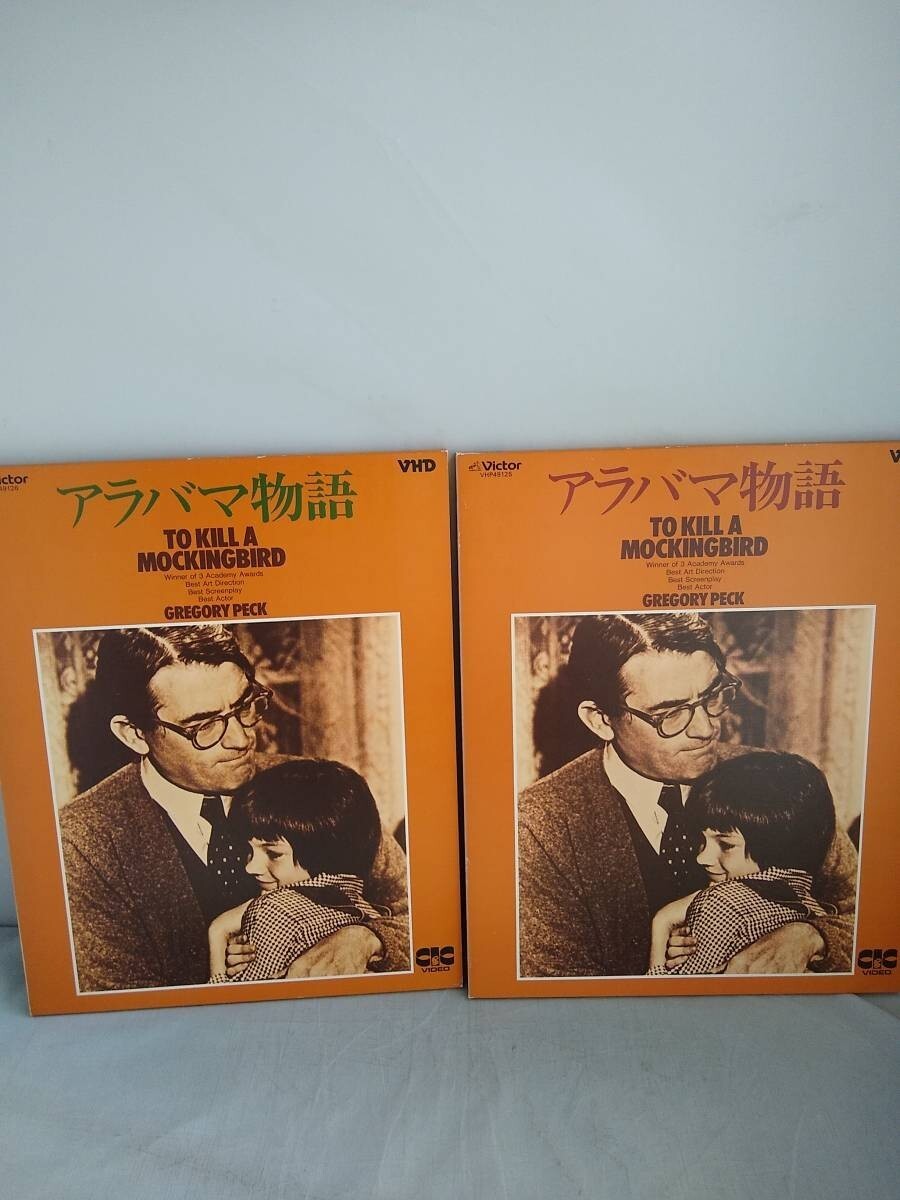 ictor
49126
VHD
アラバマ物語
TO KILL A
MOCKINGBIRD
Winner of 3 Academy Awards
Best Art Direction
Best Screenplay
Best Actor
GREGORY PECK
CIC
VIDEO
Victor
VHP49125
V
アラバマ物語
TO KILL A
MOCKINGBIRD
Winner of 3 Academy Awards
Best Art Direction
Best Screenplay
Best Actor
GREGORY PECK
CIC
VIDEO